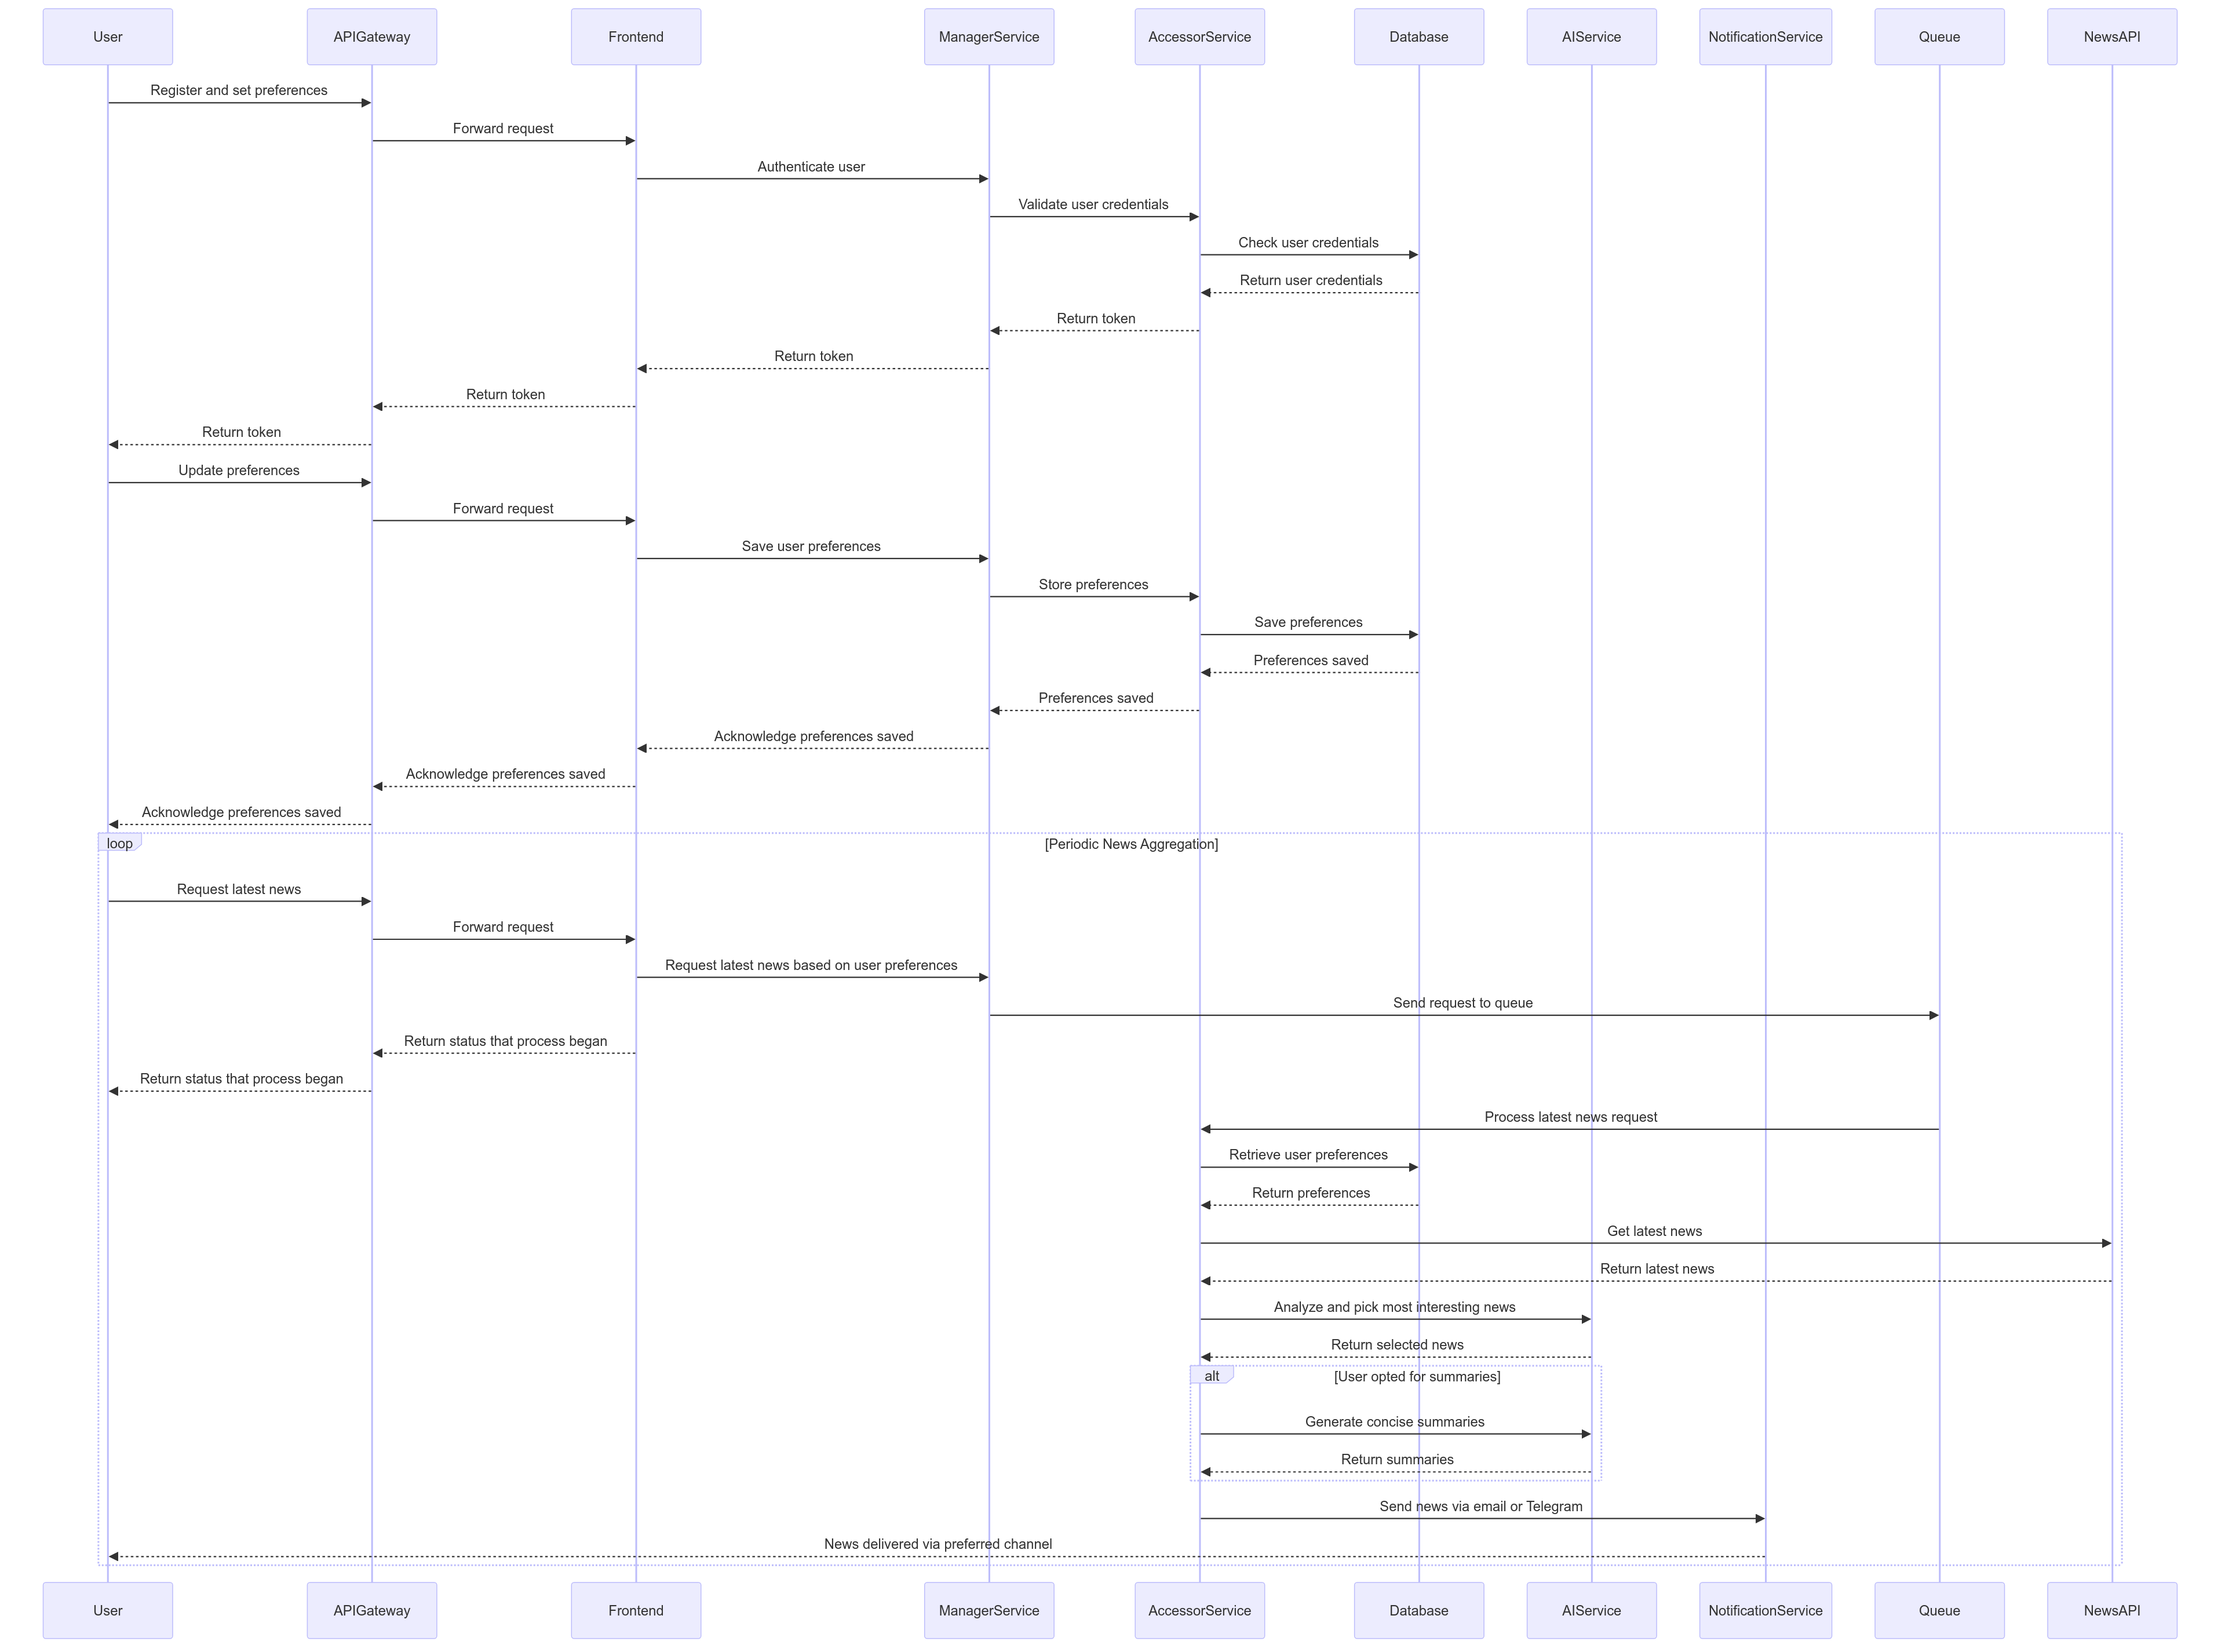 User
APIGateway
Frontend
ManagerService
AccessorService
Database
AIService
NotificationService
Queue
NewsAPI
Register and set preferences
Forward request
Authenticate user
Validate user credentials
Check user credentials
Return user credentials
Return token
Return token
Return token
Return token
Update preferences
Forward request
Save user preferences
Store preferences
Save preferences
Preferences saved
Preferences saved
Acknowledge preferences saved
Acknowledge preferences saved
Acknowledge preferences saved
loop
[Periodic News Aggregation]
Request latest news
Forward request
Request latest news based on user preferences
Send request to queue
Return status that process began
Return status that process began
Process latest news request
Retrieve user preferences
Return preferences
Get latest news
Return latest news
Analyze and pick most interesting news
Return selected news
alt
[User opted for summaries]
Generate concise summaries
Return summaries
Send news via email or Telegram
News delivered via preferred channel
User
APIGateway
Frontend
ManagerService
AccessorService
Database
AIService
NotificationService
Queue
NewsAPI